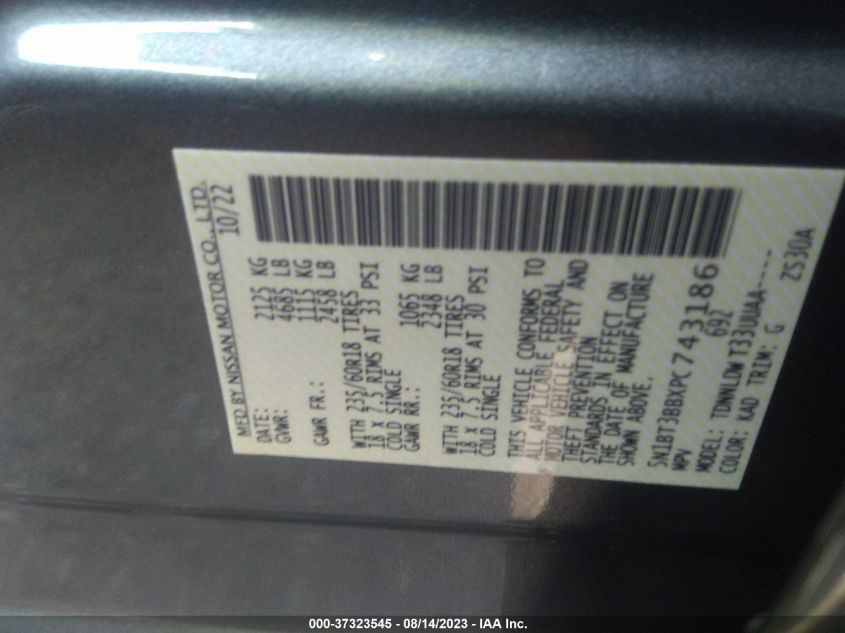 MFD BY NISSAN MOTOR CO., LTD.
DATE: 10/22
GVWR: 2125 KG
4685 LB
GAWR FR.: 1115 KG
2458 LB
WITH 235/60R18 TIRES
18 x 7.5 RIMS AT 33 PSI
COLD SINGLE
GAWR RR.: 1065 KG
2348 LB
WITH 235/60R18 TIRES
18 x 7.5 RIMS AT 30 PSI
COLD SINGLE
THIS VEHICLE CONFORMS TO
ALL APPLICABLE FEDERAL
MOTOR VEHICLE SAFETY AND
THEFT PREVENTION
STANDARDS IN EFFECT ON
THE DATE OF MANUFACTURE
SHOWN ABOVE.
5N1BT3BBXPC743186
MPV 692
MODEL: TDNNLDW T33UUAA-----
COLOR: KAD TRIM: G 2S30A
000-37323545 - 08/14/2023 - IAA Inc.